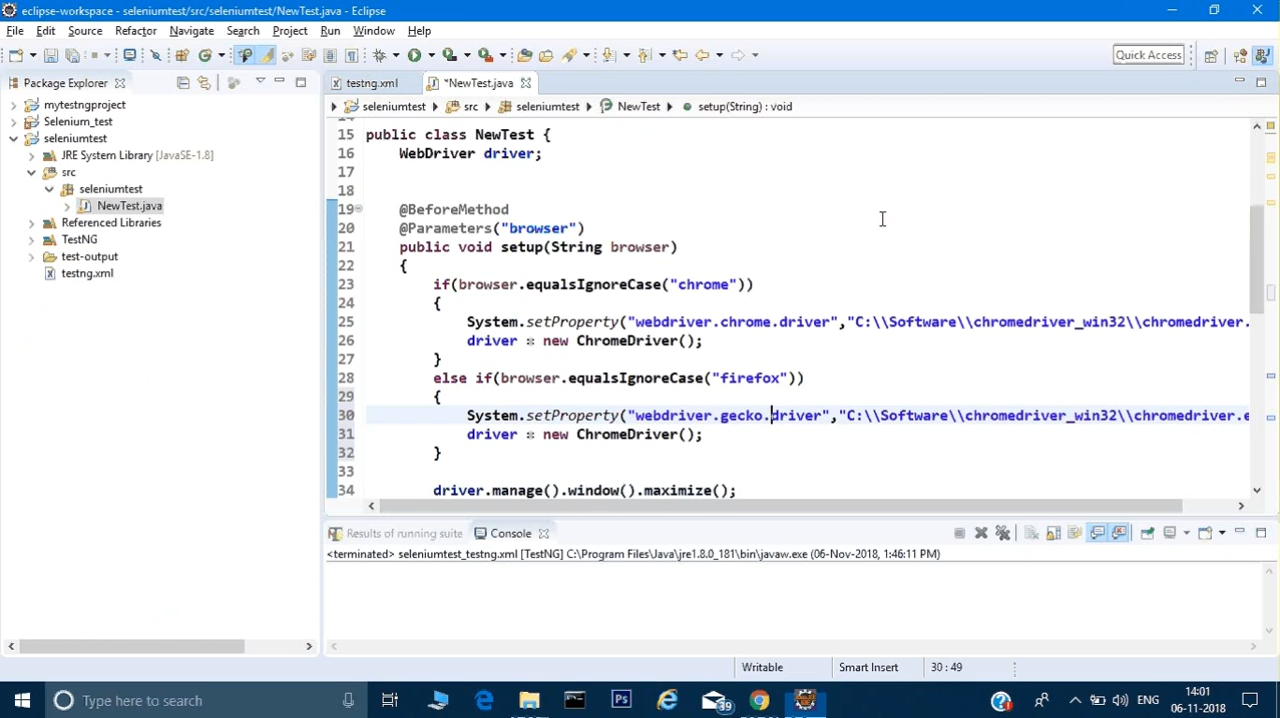 eclipse-workspace - seleniumtest/src/seleniumtest/NewTest.java - Eclipse
File Edit Source Refactor Navigate Search Project Run Window Help
Quick Access
Package Explorer
mytestngproject
Selenium_test
seleniumtest
JRE System Library [JavaSE-1.8]
src
seleniumtest
NewTest.java
Referenced Libraries
TestNG
test-output
testng.xml
testng.xml *NewTest.java
seleniumtest src seleniumtest NewTest setup(String) : void
15 public class NewTest {
16 WebDriver driver;
17
18
19 @BeforeMethod
20 @Parameters("browser")
21 public void setup(String browser)
22 {
23 if(browser.equalsIgnoreCase("chrome"))
24 {
25 System.setProperty("webdriver.chrome.driver","C:\\Software\\chromedriver_win32\\chromedriver.
26 driver = new ChromeDriver();
27 }
28 else if(browser.equalsIgnoreCase("firefox"))
29 {
30 System.setProperty("webdriver.gecko.driver","C:\\Software\\chromedriver_win32\\chromedriver.e
31 driver = new ChromeDriver();
32 }
33
34 driver.manage().window().maximize();
Results of running suite Console
<terminated> seleniumtest_testng.xml [TestNG] C:\Program Files\Java\jre1.8.0_181\bin\javaw.exe (06-Nov-2018, 1:46:11 PM)
Writable Smart Insert 30 : 49
Type here to search
Ps
39
ENG
14:01
06-11-2018